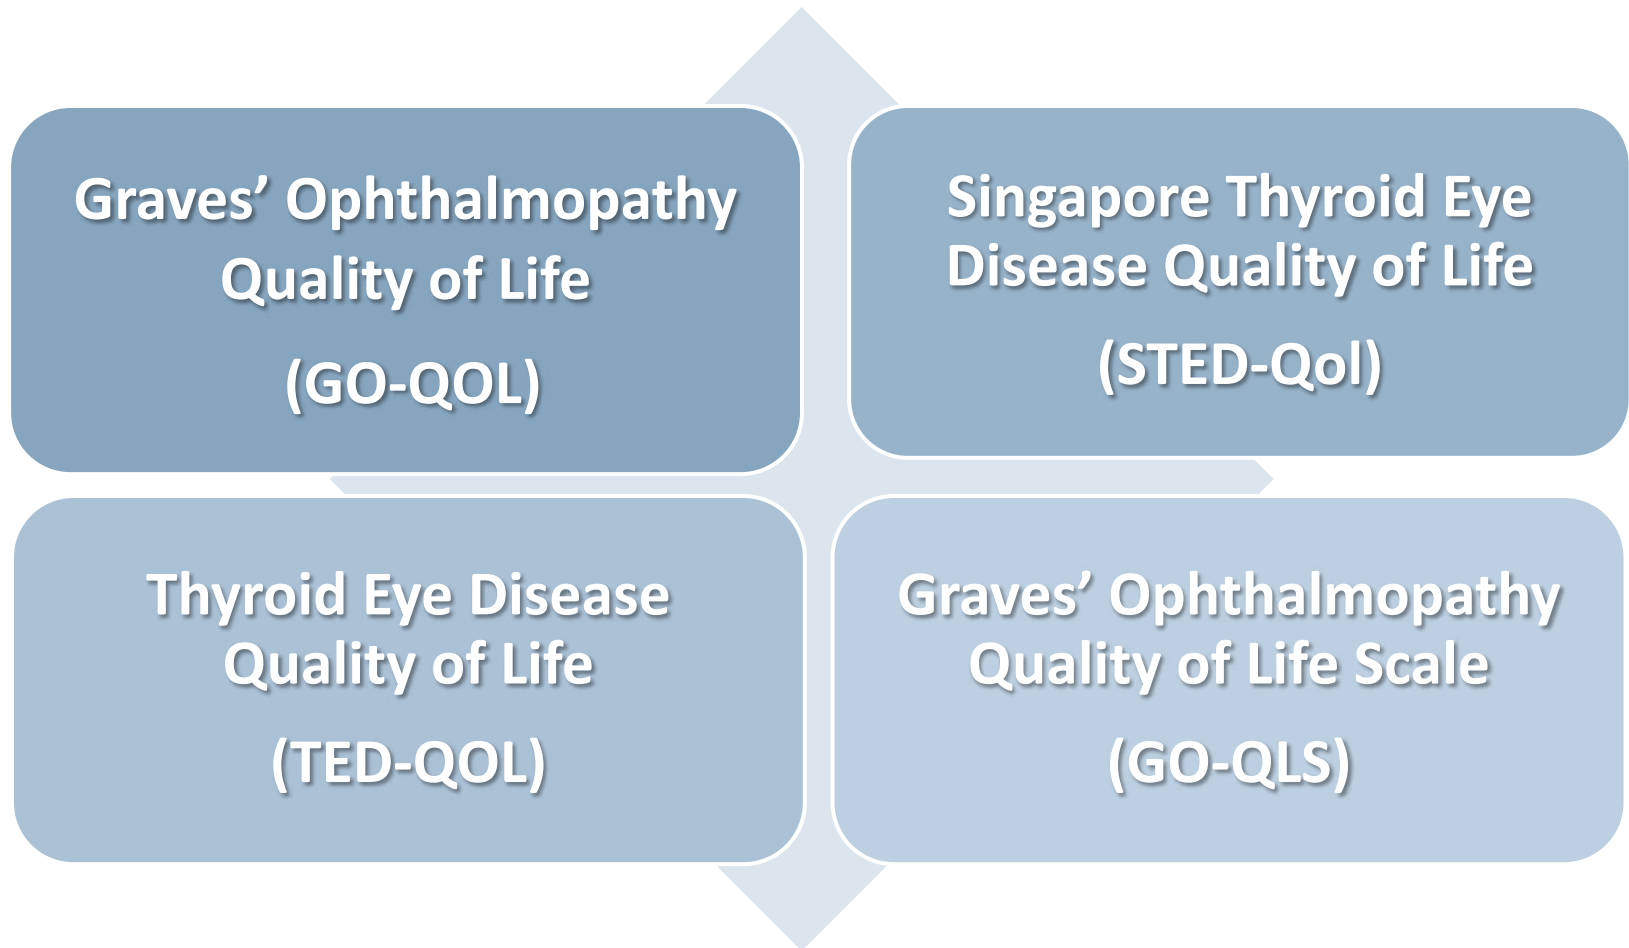 Graves’ Ophthalmopathy
Quality of Life
(GO-QOL)
Singapore Thyroid Eye
Disease Quality of Life
(STED-Qol)
Thyroid Eye Disease
Quality of Life
(TED-QOL)
Graves’ Ophthalmopathy
Quality of Life Scale
(GO-QLS)